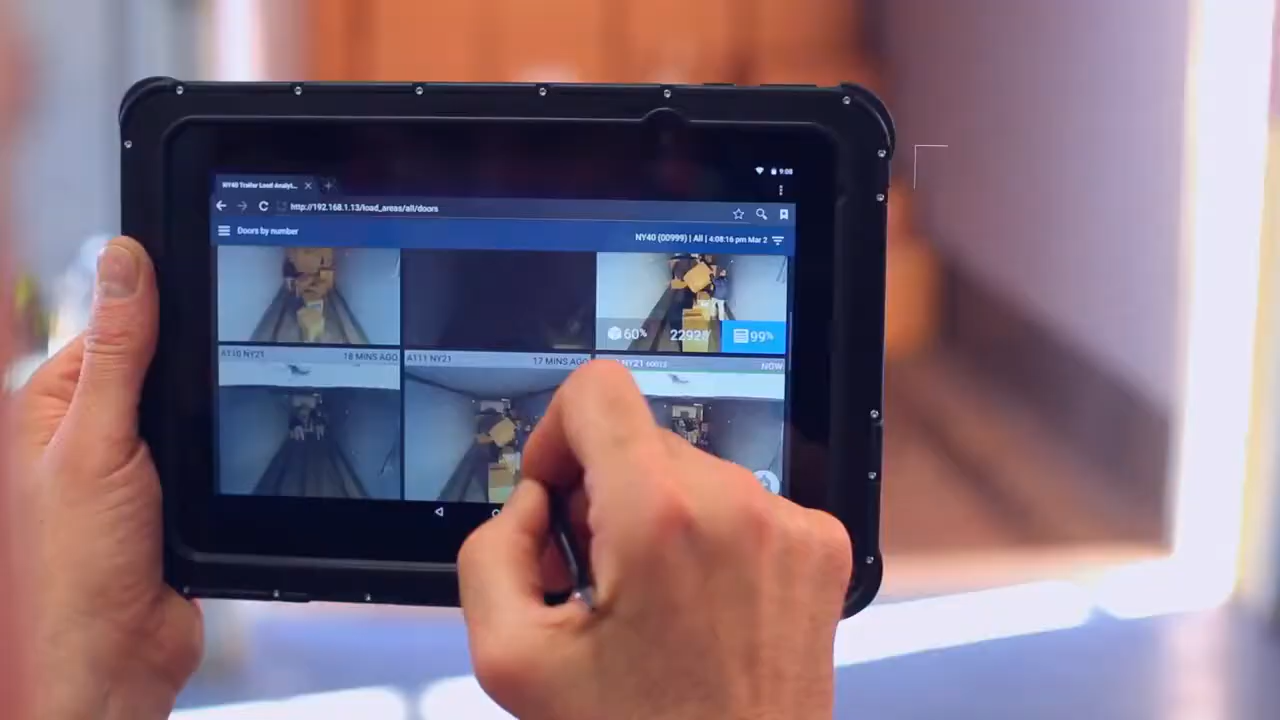 NY40 Trailer Load Analyt...
9:08
http://192.168.1.13/load_areas/all/doors
Doors by number
NY40 (00999) | All | 4:08:16 pm Mar 2
60%
99%
A110 NY21 18 MINS AGO
A111 NY21 17 MINS AGO
NY21 NOW